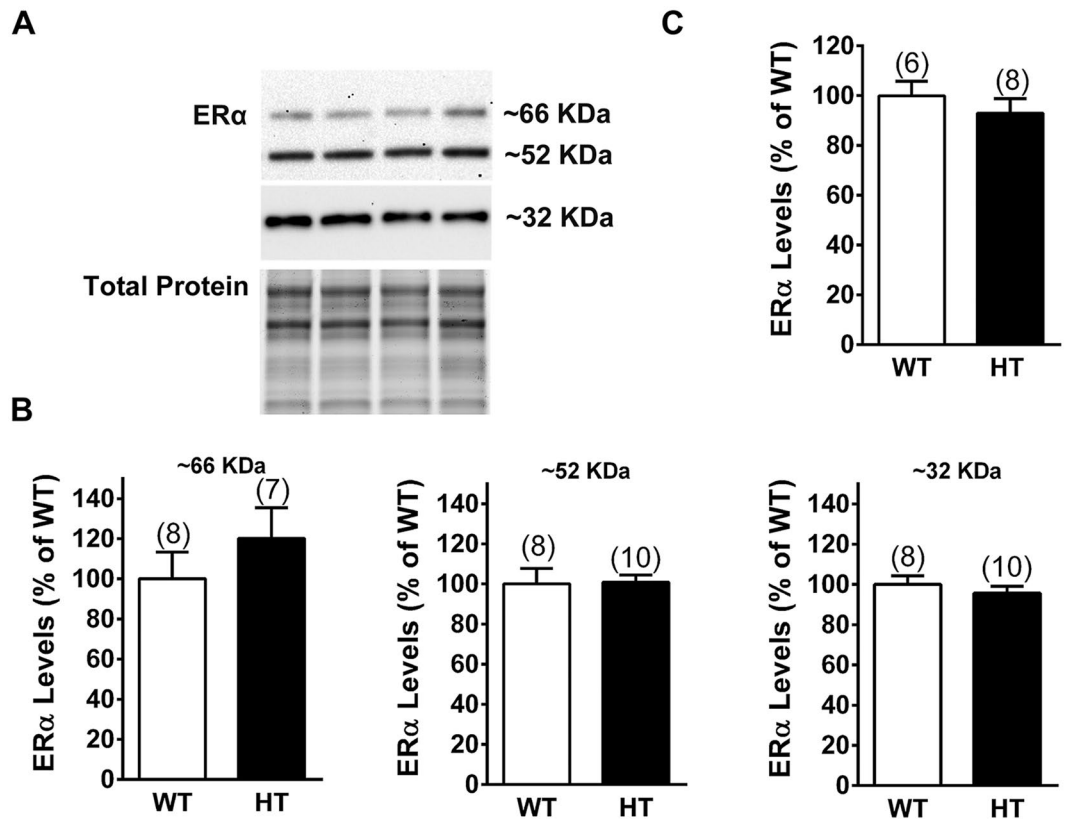 A
ERα
~66 KDa
~52 KDa
~32 KDa
Total Protein
C
ERα Levels (% of WT)
120
100
80
60
40
20
0
(6)
(8)
WT
HT
B
~66 KDa
ERα Levels (% of WT)
140
120
100
80
60
40
20
0
(8)
(7)
WT
HT
~52 KDa
ERα Levels (% of WT)
140
120
100
80
60
40
20
0
(8)
(10)
WT
HT
~32 KDa
ERα Levels (% of WT)
140
120
100
80
60
40
20
0
(8)
(10)
WT
HT